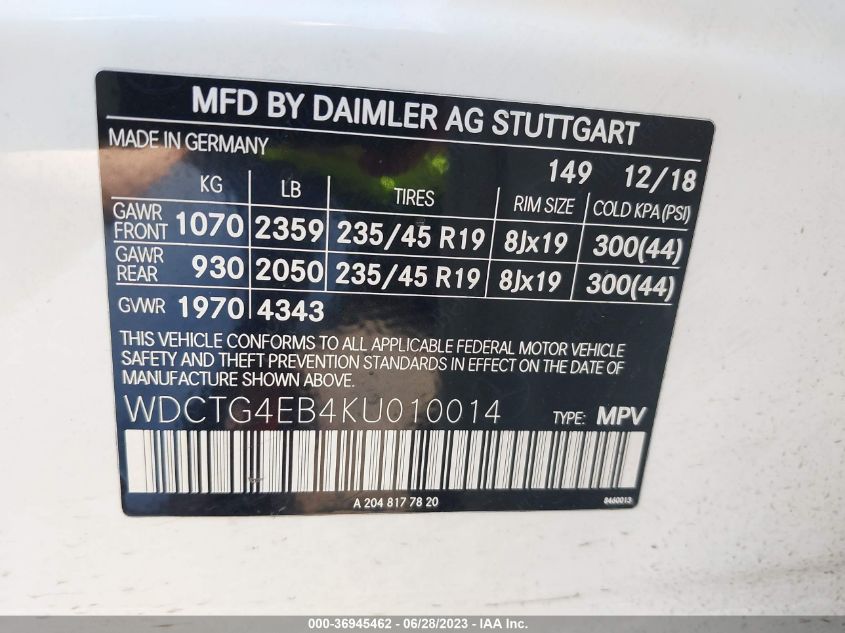 MFD BY DAIMLER AG STUTTGART
MADE IN GERMANY
149 12/18
KG LB TIRES RIM SIZE COLD KPA(PSI)
GAWR FRONT 1070 2359 235/45 R19 8Jx19 300(44)
GAWR REAR 930 2050 235/45 R19 8Jx19 300(44)
GVWR 1970 4343
THIS VEHICLE CONFORMS TO ALL APPLICABLE FEDERAL MOTOR VEHICLE
SAFETY AND THEFT PREVENTION STANDARDS IN EFFECT ON THE DATE
OF MANUFACTURE SHOWN ABOVE.
WDCTG4EB4KU010014 TYPE: MPV
A 204 817 78 20 8460013
000-36945462 - 06/28/2023 - IAA Inc.